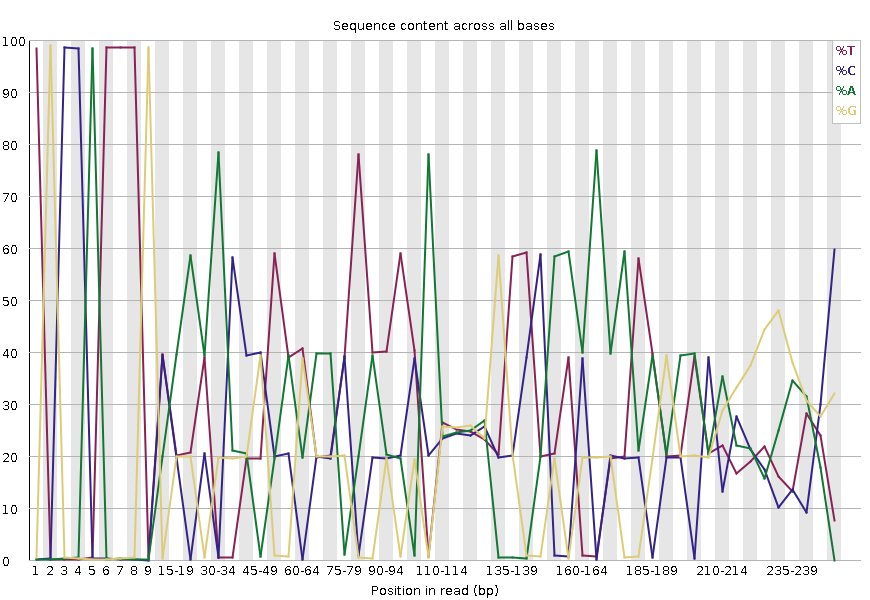 Sequence content across all bases
100
90
80
70
60
50
40
30
20
10
0
%T
%C
%A
%G
1 2 3 4 5 6 7 8 9 15-19 30-34 45-49 60-64 75-79 90-94 110-114 135-139 160-164 185-189 210-214 235-239
Position in read (bp)